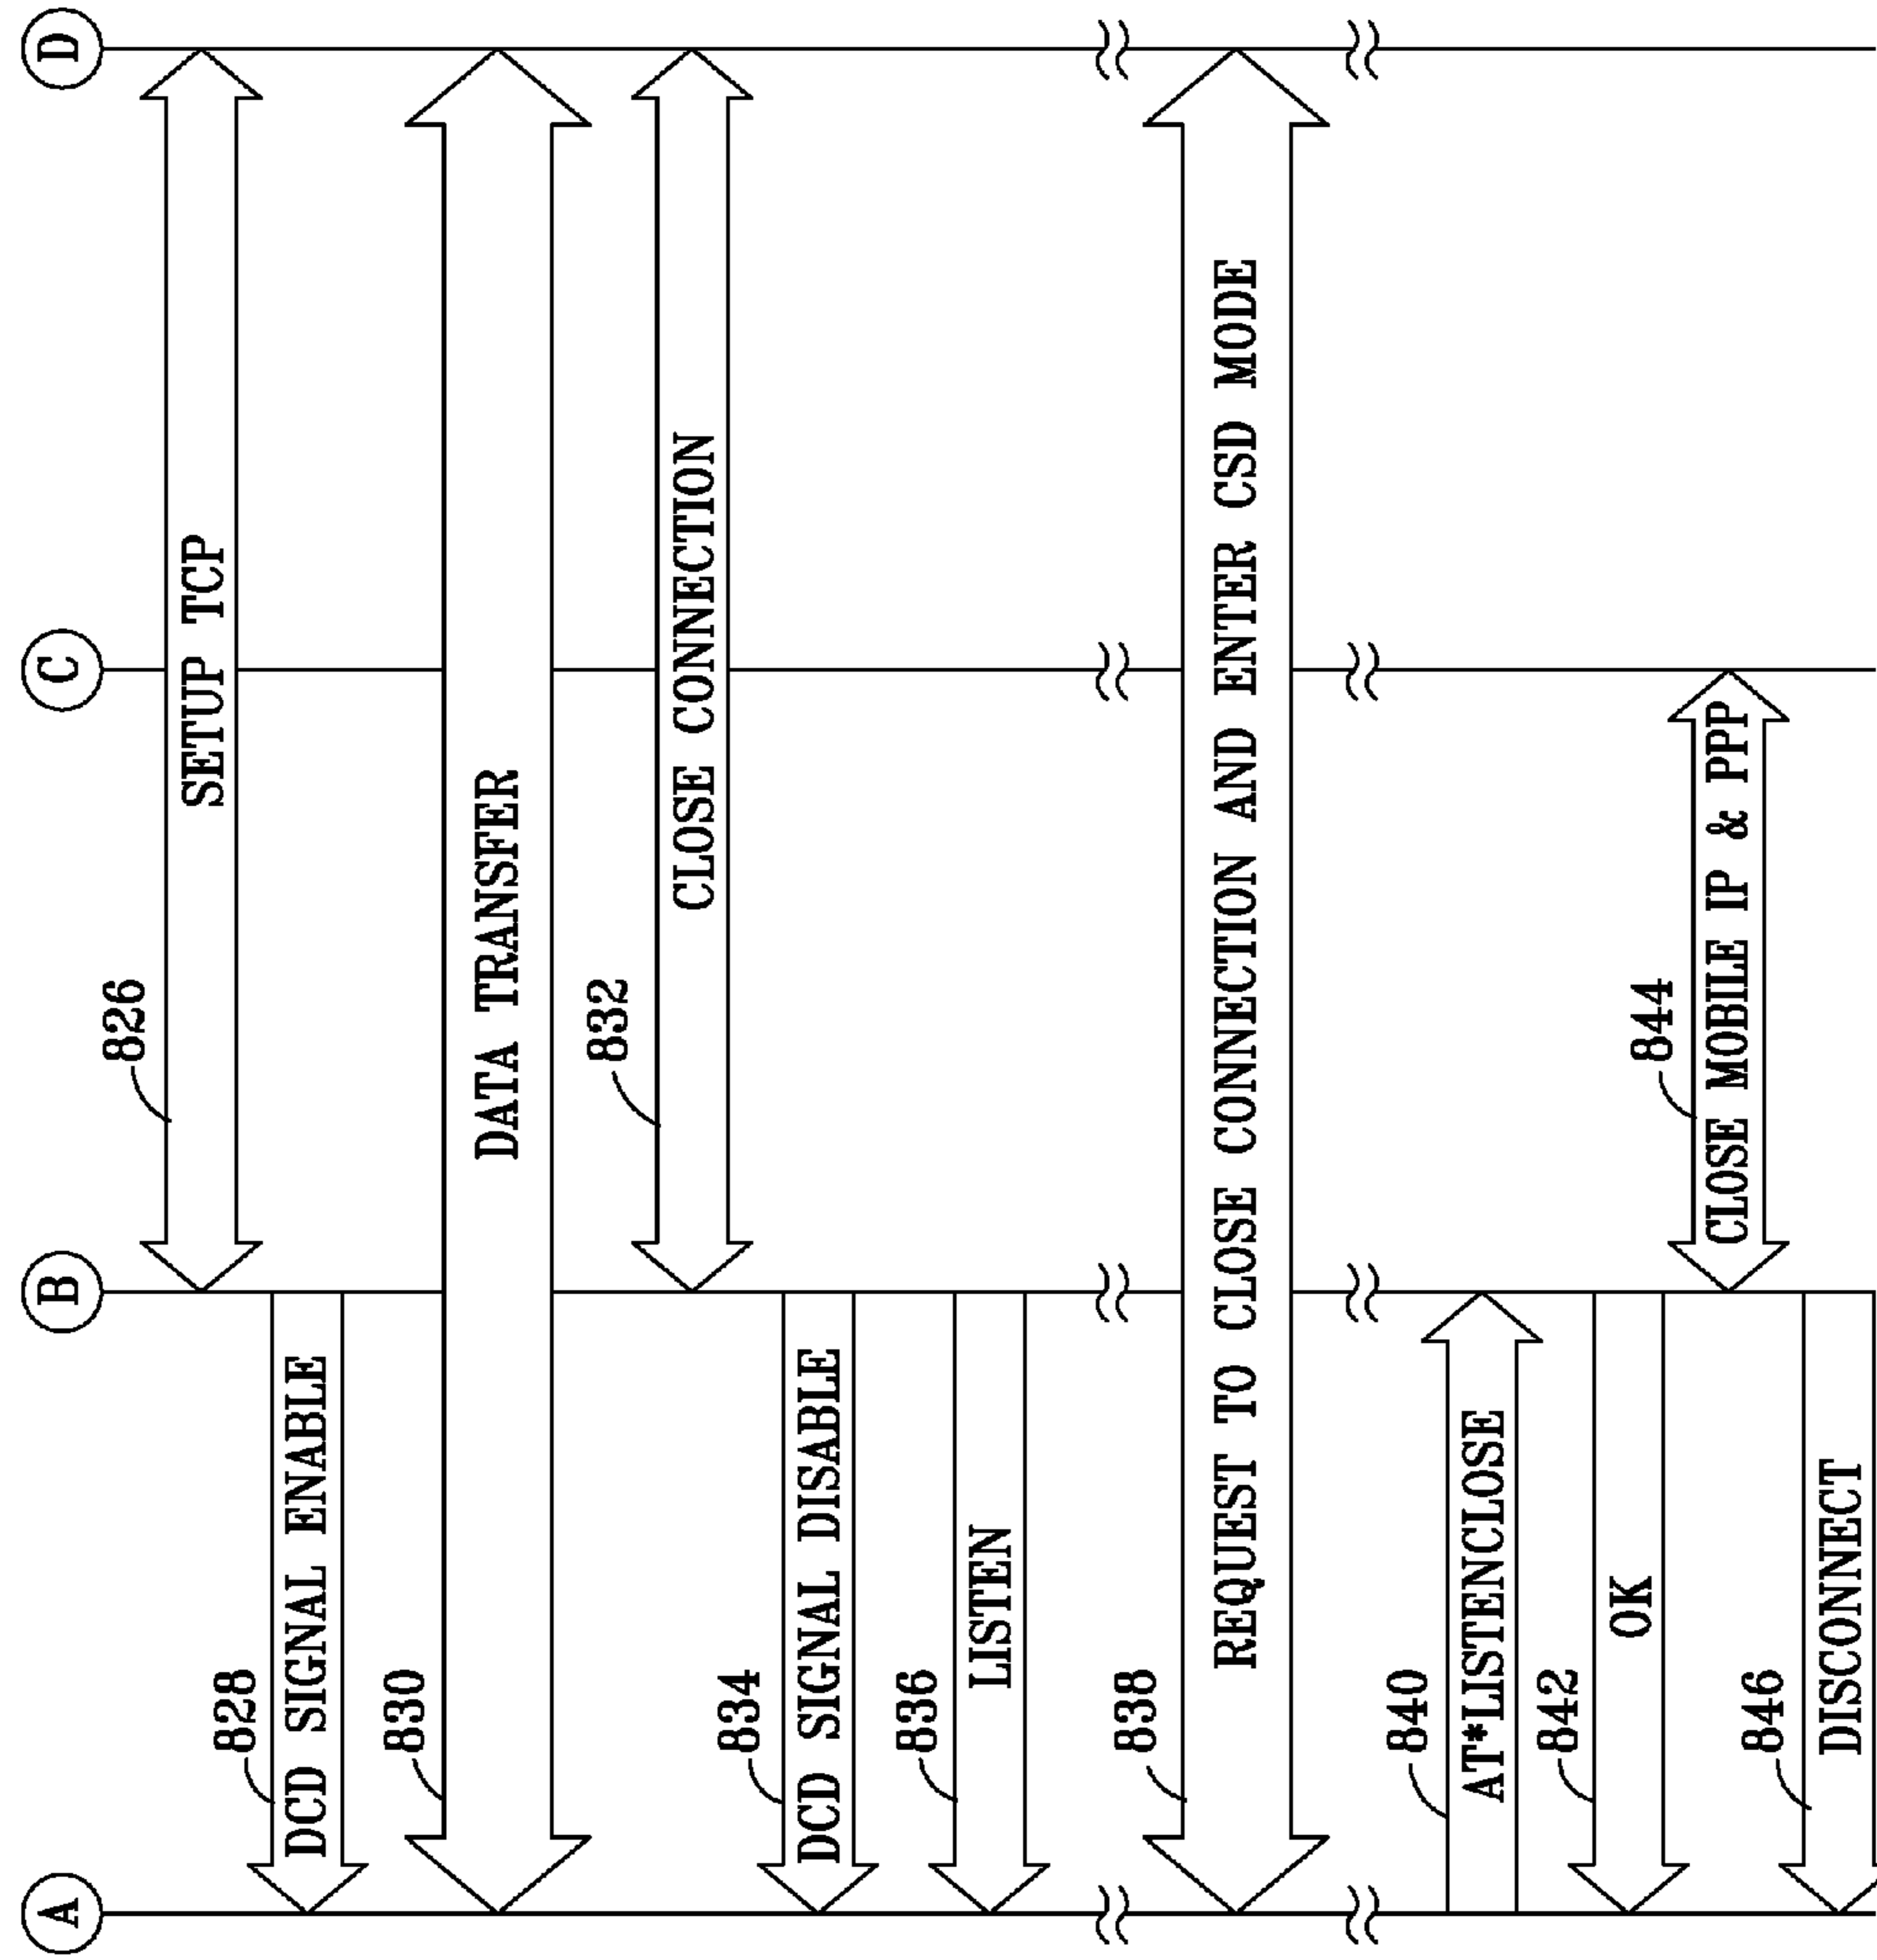 A
B
C
D
826
SETUP TCP
828
DCD SIGNAL ENABLE
830
DATA TRANSFER
832
CLOSE CONNECTION
834
DCD SIGNAL DISABLE
836
LISTEN
838
REQUEST TO CLOSE CONNECTION AND ENTER CSD MODE
840
AT*LISTENCLOSE
842
OK
844
CLOSE MOBILE IP & PPP
846
DISCONNECT